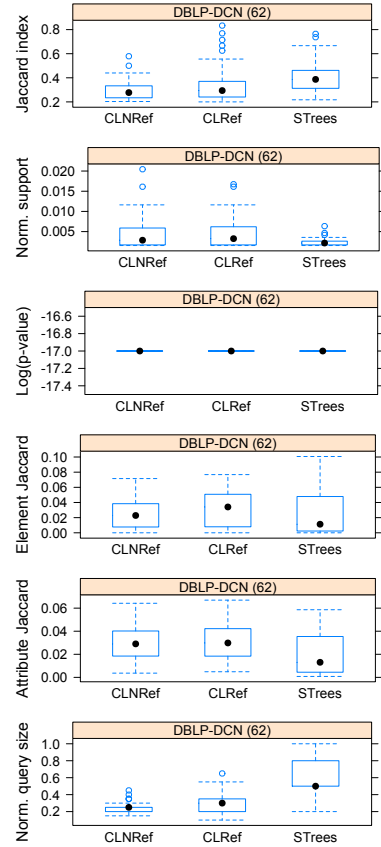 DBLP-DCN (62)
Jaccard index
0.8
0.6
0.4
0.2
CLNRef CLRef STrees
DBLP-DCN (62)
Norm. support
0.020
0.015
0.010
0.005
CLNRef CLRef STrees
DBLP-DCN (62)
Log(p-value)
-16.6
-16.8
-17.0
-17.2
-17.4
CLNRef CLRef STrees
DBLP-DCN (62)
Element Jaccard
0.10
0.08
0.06
0.04
0.02
0.00
CLNRef CLRef STrees
DBLP-DCN (62)
Attribute Jaccard
0.06
0.04
0.02
0.00
CLNRef CLRef STrees
DBLP-DCN (62)
Norm. query size
1.0
0.8
0.6
0.4
0.2
CLNRef CLRef STrees